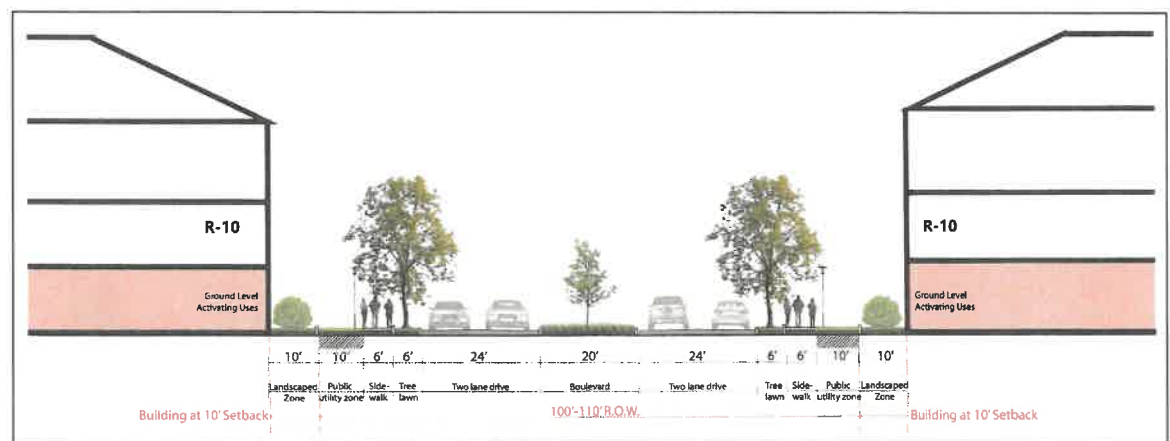 R-10
R-10
Ground Level
Activating Uses
Ground Level
Activating Uses
10' 10' 6' 6' 24' 20' 24' 6' 6' 10' 10'
Landscaped Zone
Public utility zone
Side-walk
Tree lawn
Two lane drive
Boulevard
Two lane drive
Tree lawn
Side-walk
Public utility zone
Landscaped Zone
Building at 10' Setback
100'-110' R.O.W.
Building at 10' Setback